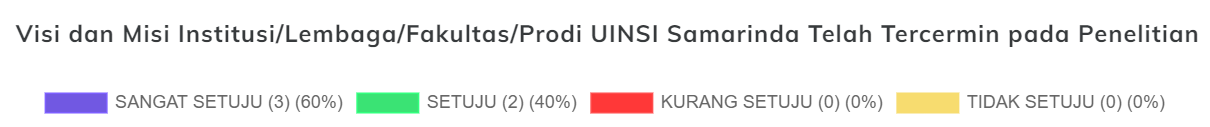 Visi dan Misi Institusi/Lembaga/Fakultas/Prodi UINSI Samarinda Telah Tercermin pada Penelitian
SANGAT SETUJU (3) (60%) SETUJU (2) (40%) KURANG SETUJU (0) (0%) TIDAK SETUJU (0) (0%)